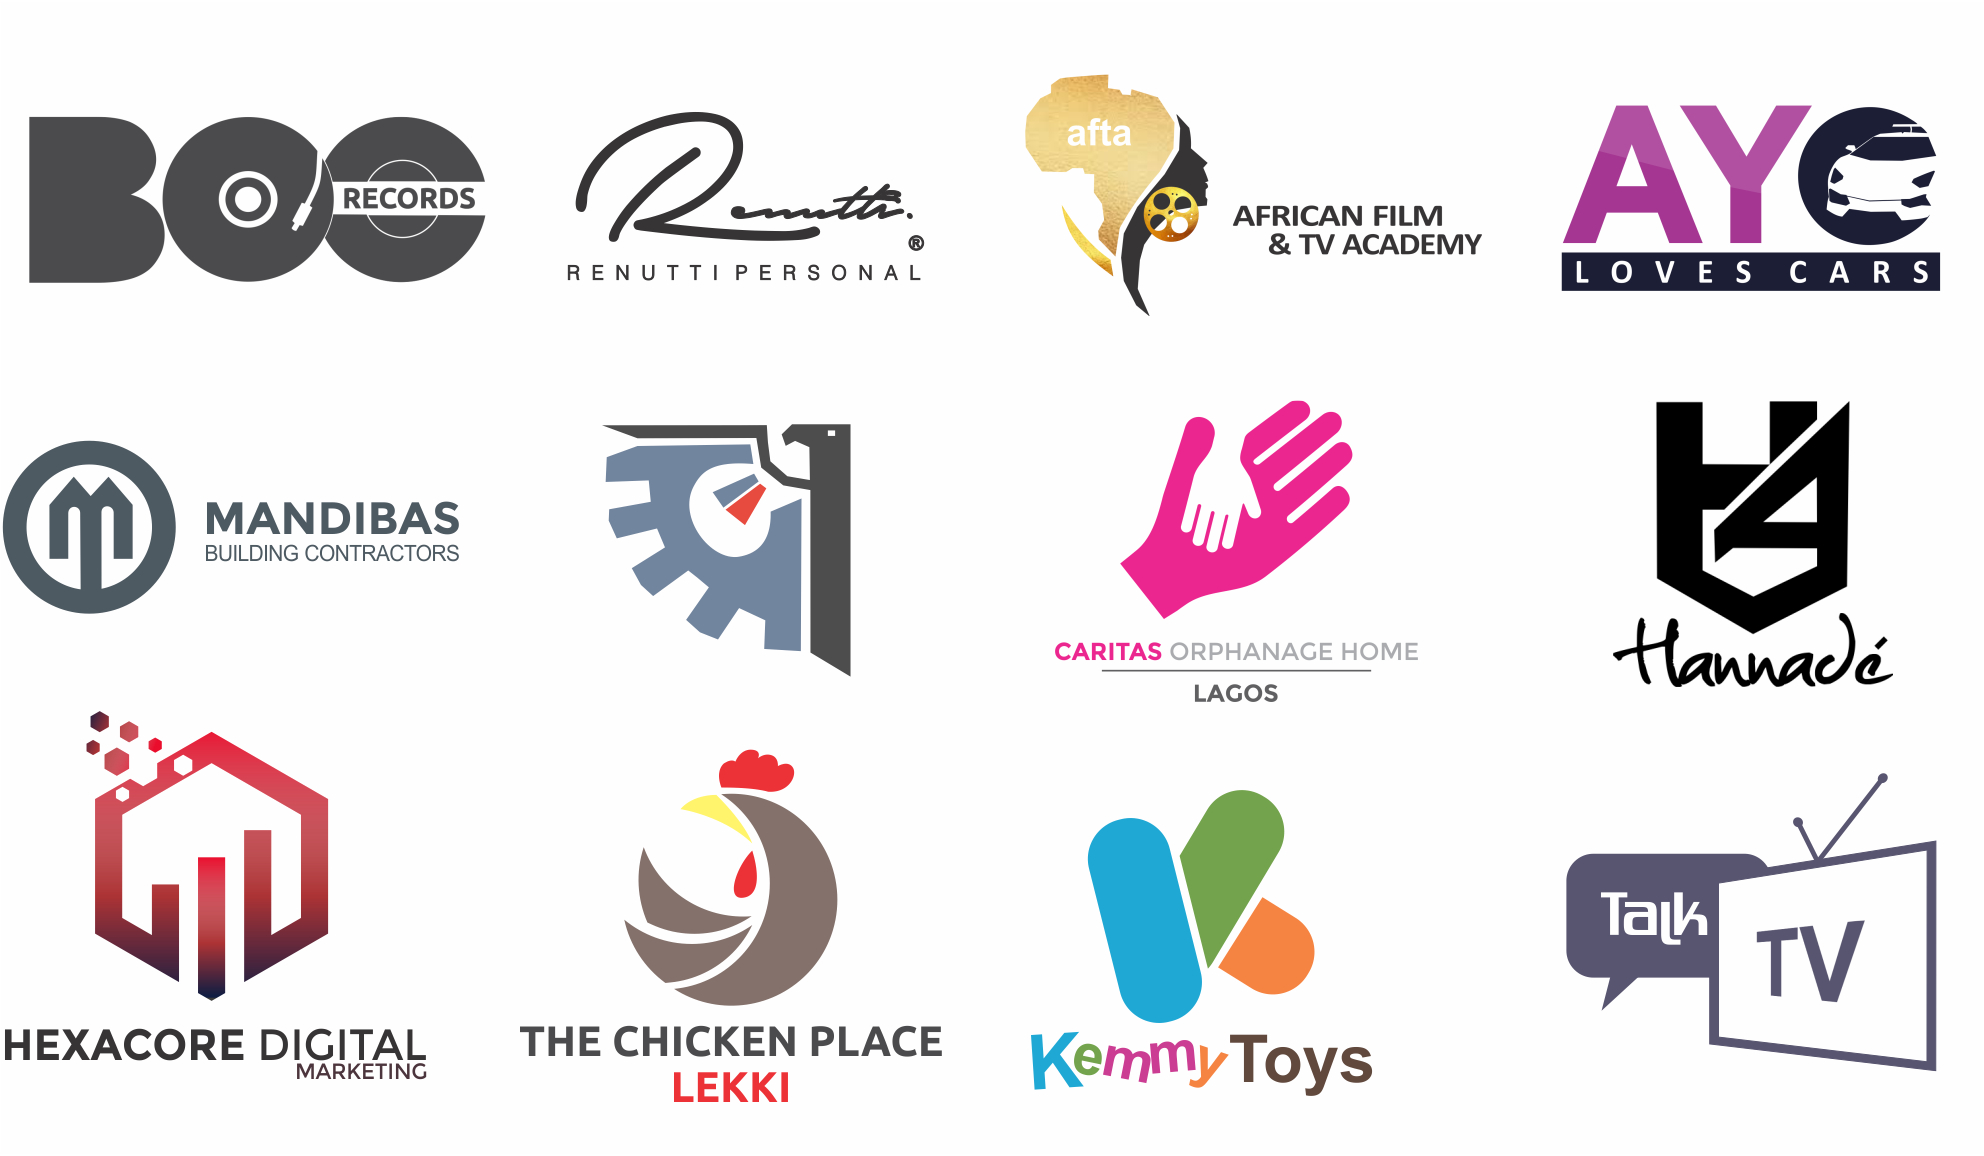 BOO
RECORDS
Renutti.
®
RENUTTI PERSONAL
afta
AFRICAN FILM
& TV ACADEMY
AYO
LOVES CARS
MANDIBAS
BUILDING CONTRACTORS
CARITAS ORPHANAGE HOME
LAGOS
Hannadé
HEXACORE DIGITAL
MARKETING
THE CHICKEN PLACE
LEKKI
Kemmy Toys
Talk
TV